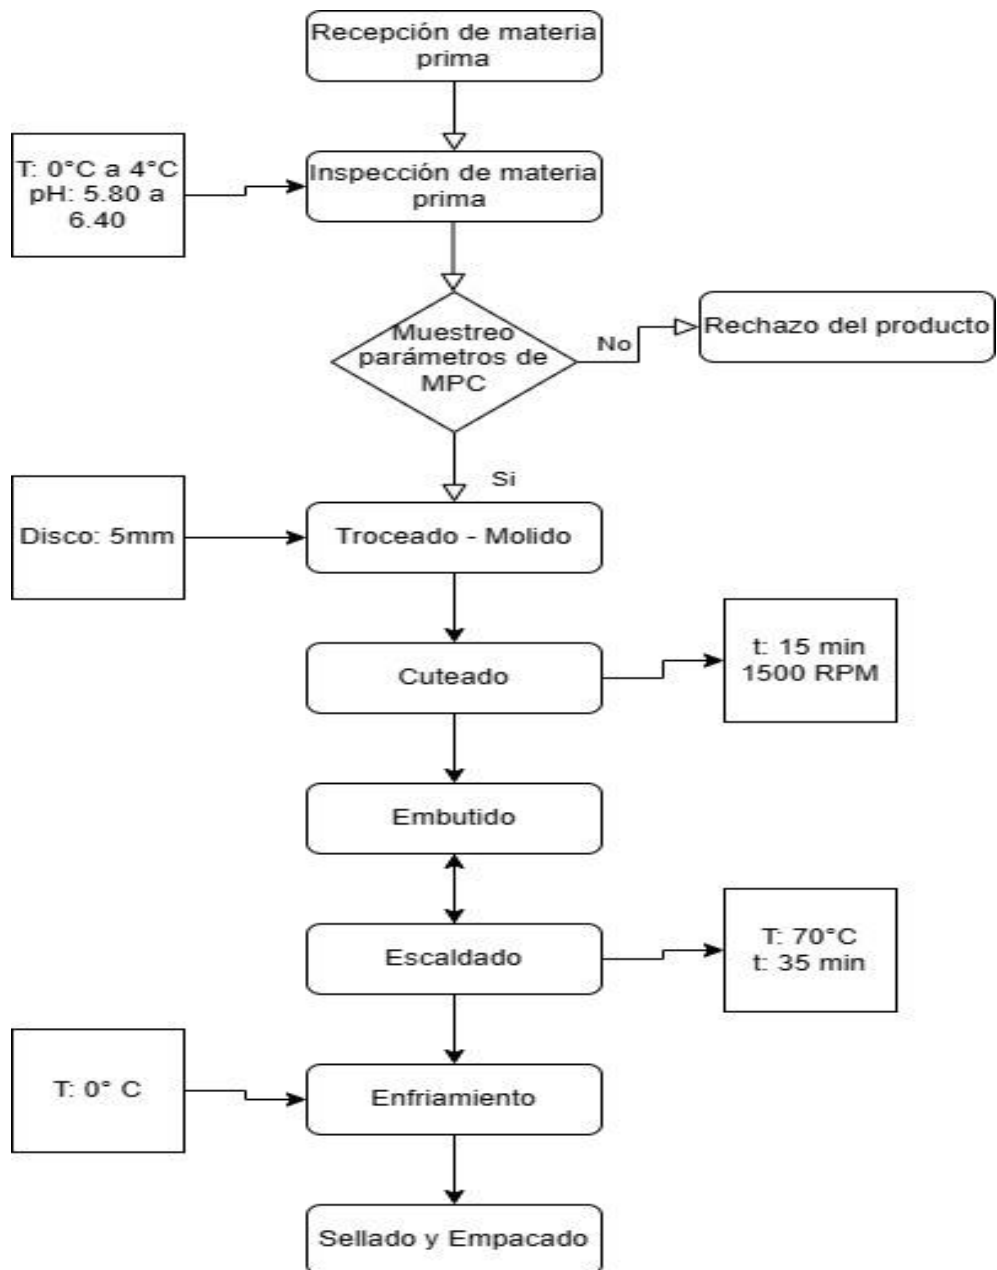 Recepción de materia
prima
T: 0°C a 4°C
pH: 5.80 a
6.40
Inspección de materia
prima
Muestreo
parámetros de
MPC
No
Rechazo del producto
Si
Disco: 5mm
Troceado - Molido
Cuteado
t: 15 min
1500 RPM
Embutido
Escaldado
T: 70°C
t: 35 min
T: 0° C
Enfriamiento
Sellado y Empacado